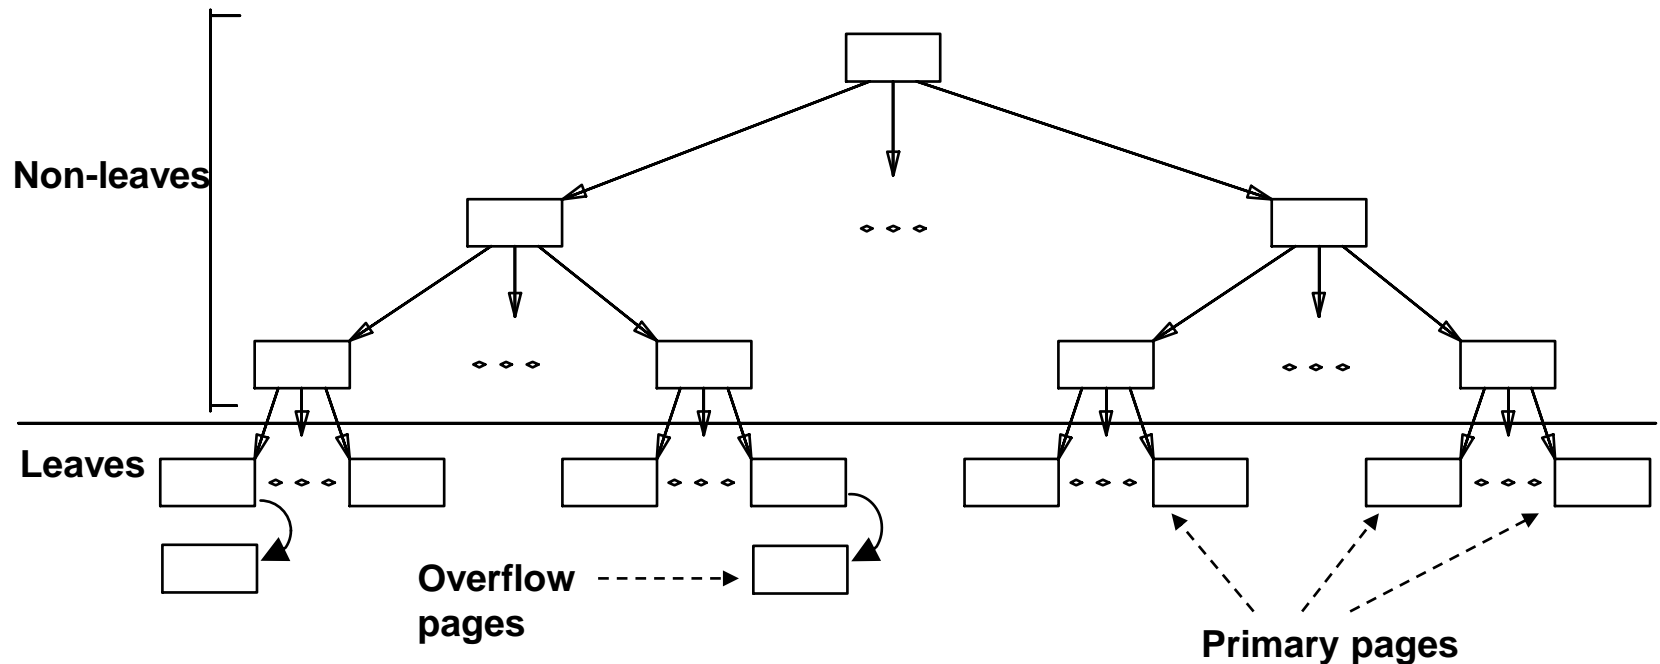 Non-leaves
Leaves
Overflow
pages
Primary pages